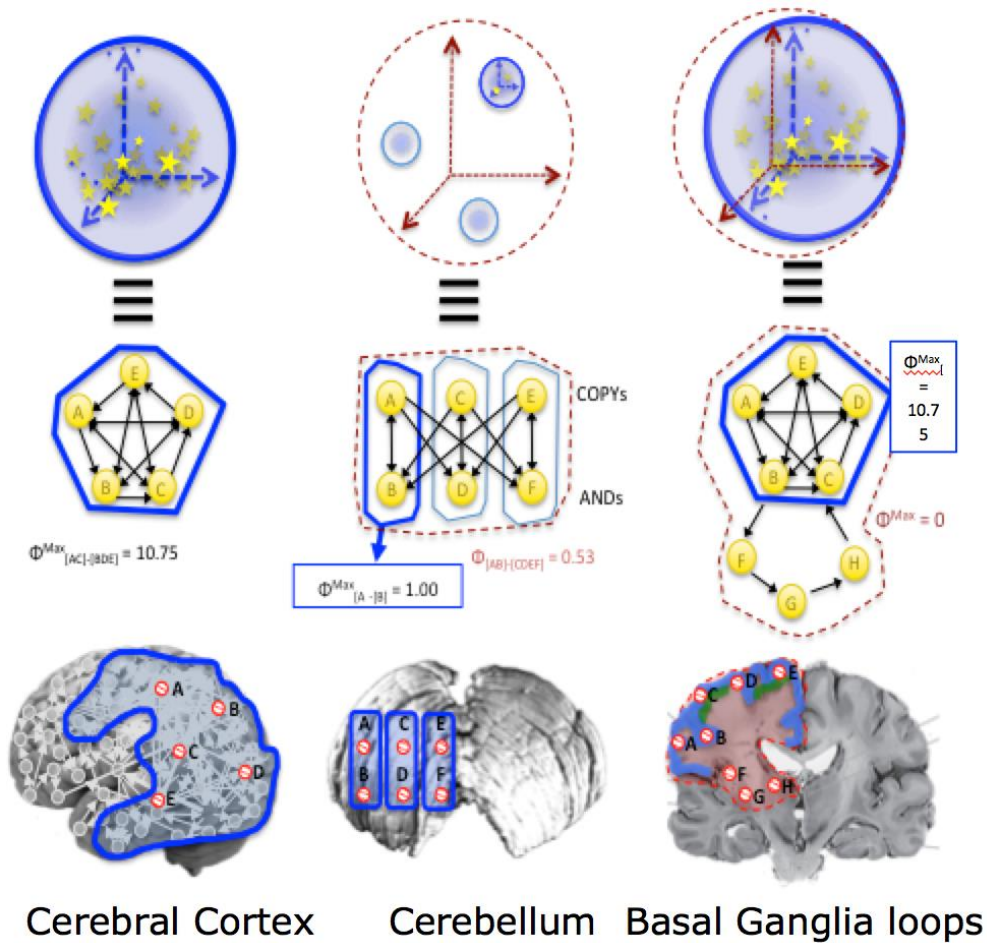 E
A
D
B
C
Φ^Max_[AC]-[BDE] = 10.75
A
C
E
COPYs
B
D
F
ANDs
Φ_[AB]-[CDEF] = 0.53
Φ^Max_[A -[B] = 1.00
E
A
D
B
C
Φ^Max_[
=
10.7
5
Φ^Max = 0
F
H
G
A
B
C
D
E
A
C
E
B
D
F
E
D
C
A
B
F
H
G
Cerebral Cortex
Cerebellum
Basal Ganglia loops